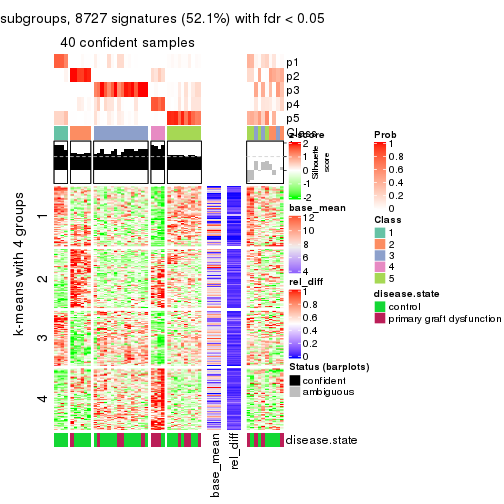 subgroups, 8727 signatures (52.1%) with fdr < 0.05
40 confident samples
p1
p2
p3
p4
p5
Class
Silhouette
score
k-means with 4 groups
1
2
3
4
base_mean
rel_diff
disease.state
z-score
2
1
0
-1
-2
base_mean
12
10
8
6
4
rel_diff
1
0.8
0.6
0.4
0.2
0
Status (barplots)
confident
ambiguous
Prob
1
0.8
0.6
0.4
0.2
0
Class
1
2
3
4
5
disease.state
control
primary graft dysfunction